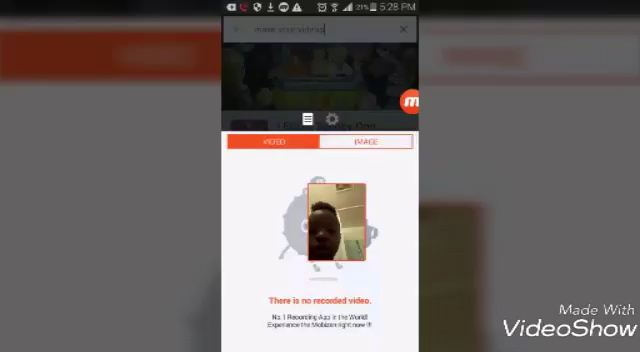 21% 5:28 PM
VIDEO
IMAGE
There is no recorded video.
No. 1 Recording App in the World!
Experience the Mobizen right now !!!
Made With
VideoShow